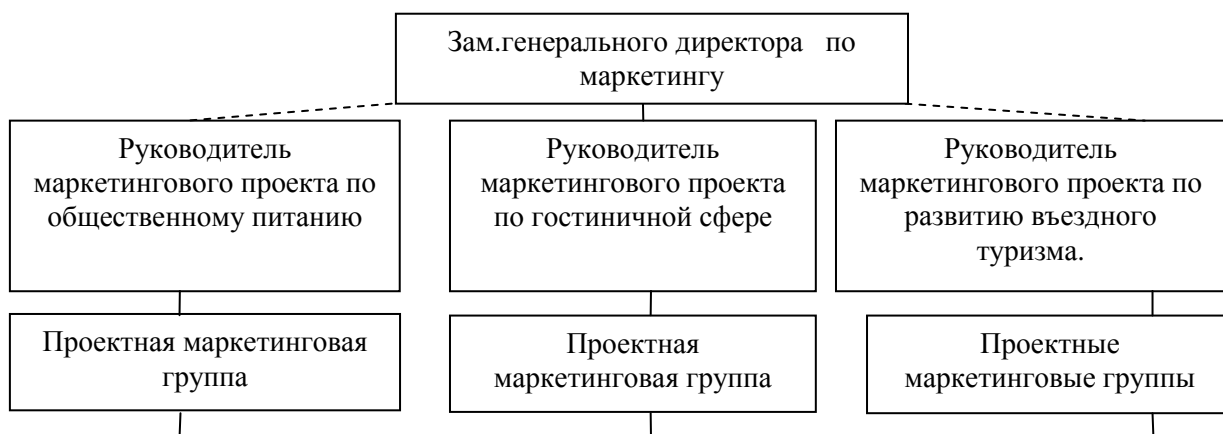 Зам.генерального директора по
маркетингу
Руководитель
маркетингового проекта по
общественному питанию
Руководитель
маркетингового проекта
по гостиничной сфере
Руководитель
маркетингового проекта по
развитию въездного
туризма.
Проектная маркетинговая
группа
Проектная
маркетинговая группа
Проектные
маркетинговые группы